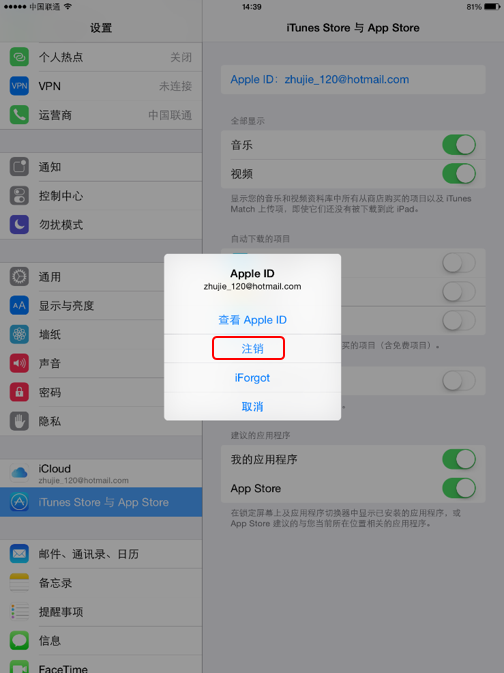 中国联通
14:39
81%
设置
个人热点 关闭
VPN VPN 未连接
运营商 中国联通
通知
控制中心
勿扰模式
通用
AA 显示与亮度
墙纸
声音
密码
隐私
iCloud
zhujie_120@hotmail.com
iTunes Store 与 App Store
邮件、通讯录、日历
备忘录
提醒事项
信息
FaceTime
iTunes Store 与 App Store
Apple ID：zhujie_120@hotmail.com
全部显示
音乐
视频
显示您的音乐和视频资料库中所有从商店购买的项目以及 iTunes
Match 上传项，即使它们还没有被下载到此 iPad。
自动下载的项目
买的项目（含免费项目）。
建议的应用程序
我的应用程序
App Store
在锁定屏幕上及应用程序切换器中显示已安装的应用程序，或
App Store 建议的与您当前所在位置相关的应用程序。
Apple ID
zhujie_120@hotmail.com
查看 Apple ID
注销
iForgot
取消